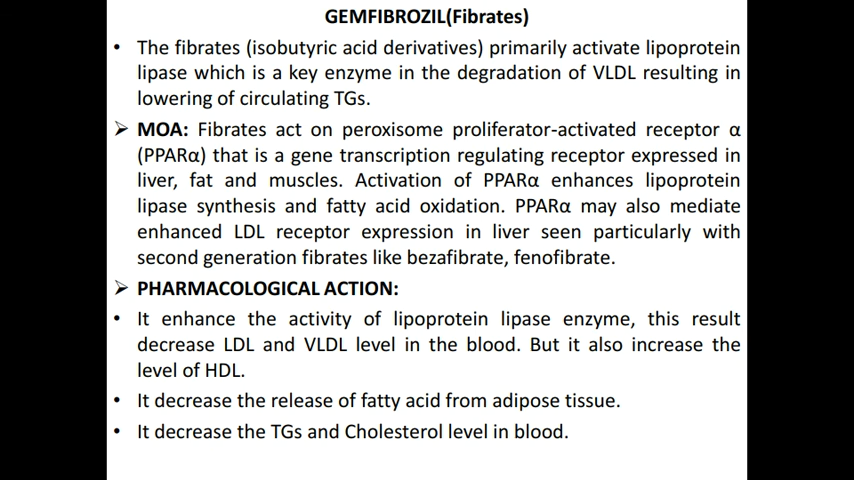 GEMFIBROZIL(Fibrates)
• The fibrates (isobutyric acid derivatives) primarily activate lipoprotein
lipase which is a key enzyme in the degradation of VLDL resulting in
lowering of circulating TGs.
➢ MOA: Fibrates act on peroxisome proliferator-activated receptor α
(PPARα) that is a gene transcription regulating receptor expressed in
liver, fat and muscles. Activation of PPARα enhances lipoprotein
lipase synthesis and fatty acid oxidation. PPARα may also mediate
enhanced LDL receptor expression in liver seen particularly with
second generation fibrates like bezafibrate, fenofibrate.
➢ PHARMACOLOGICAL ACTION:
• It enhance the activity of lipoprotein lipase enzyme, this result
decrease LDL and VLDL level in the blood. But it also increase the
level of HDL.
• It decrease the release of fatty acid from adipose tissue.
• It decrease the TGs and Cholesterol level in blood.